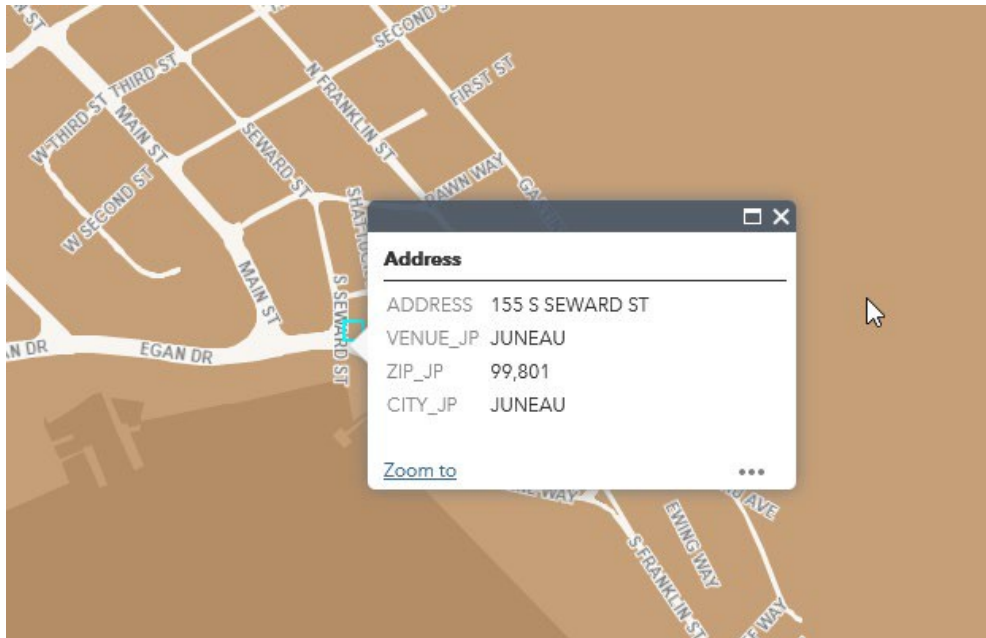 SECOND S
FIRST ST
W THIRD ST
THIRD ST
MAIN ST
N FRANKLIN ST
SEWARD ST
W SECOND ST
MAIN ST
S SEWARD ST
EGAN DR
Address
ADDRESS 155 S SEWARD ST
VENUE_JP JUNEAU
ZIP_JP 99,801
CITY_JP JUNEAU
Zoom to
WAY
AVE
EWING WAY
S FRANKLIN ST
WAY